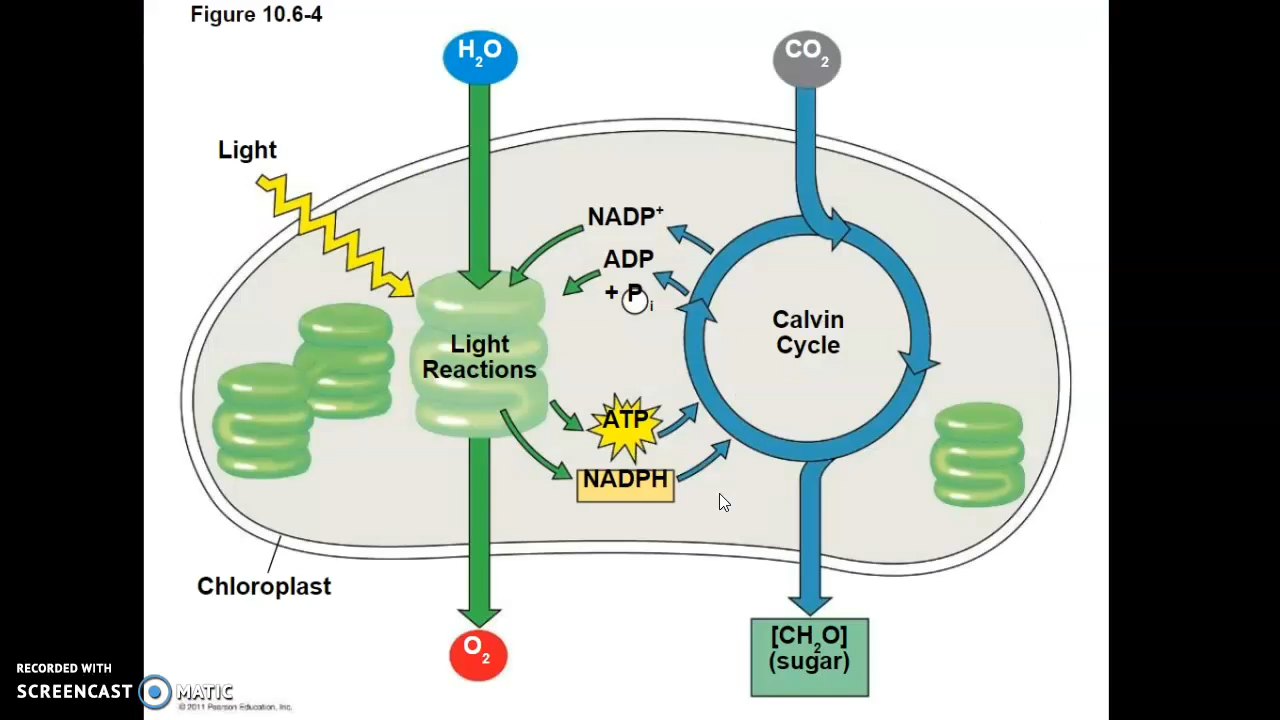 Figure 10.6-4
H₂O
CO₂
Light
NADP⁺
ADP
+ Pᵢ
Calvin
Cycle
Light
Reactions
ATP
NADPH
Chloroplast
O₂
[CH₂O]
(sugar)
RECORDED WITH
SCREENCAST MATIC
© 2011 Pearson Education, Inc.